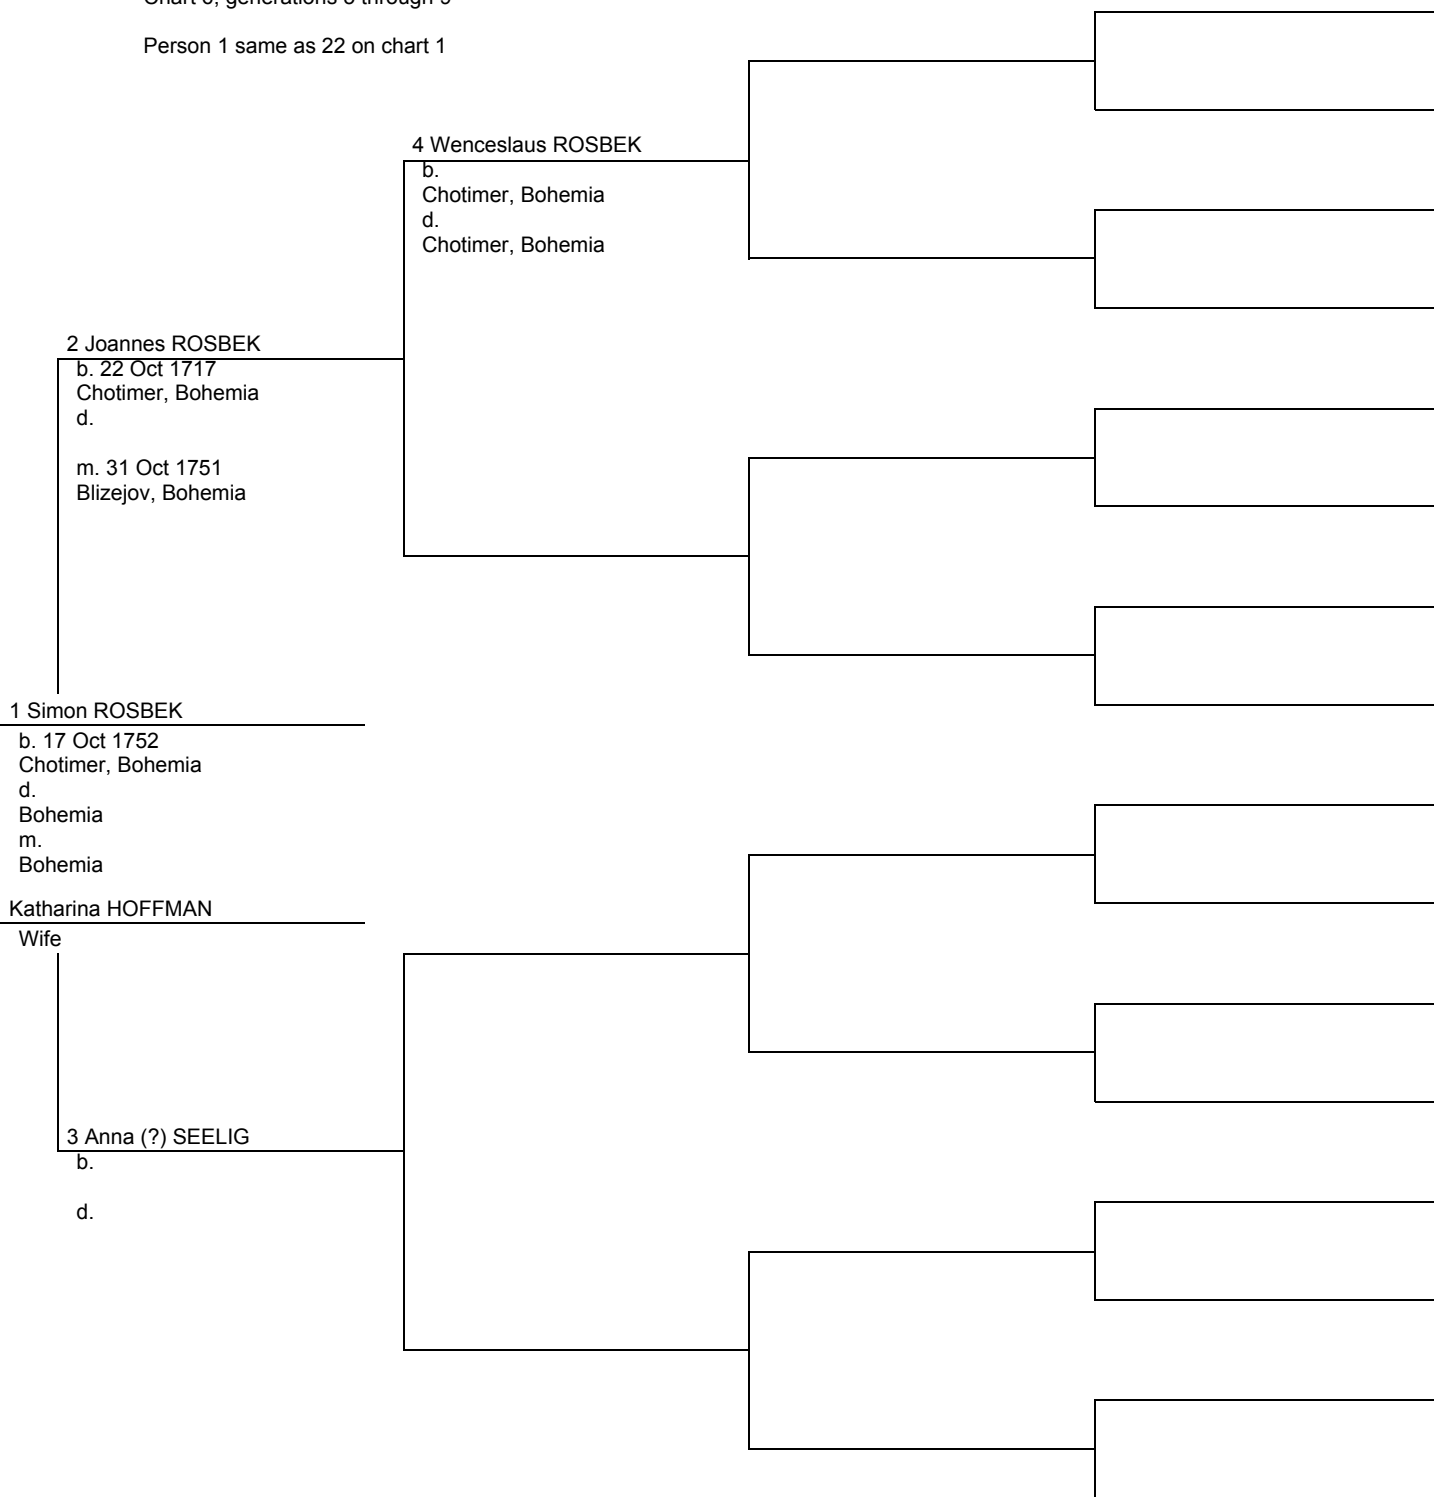 Person 1 same as 22 on chart 1
4 Wenceslaus ROSBEK
b.
Chotimer, Bohemia
d.
Chotimer, Bohemia
2 Joannes ROSBEK
b. 22 Oct 1717
Chotimer, Bohemia
d.
m. 31 Oct 1751
Blizejov, Bohemia
1 Simon ROSBEK
b. 17 Oct 1752
Chotimer, Bohemia
d.
Bohemia
m.
Bohemia
Katharina HOFFMAN
Wife
3 Anna (?) SEELIG
b.
d.